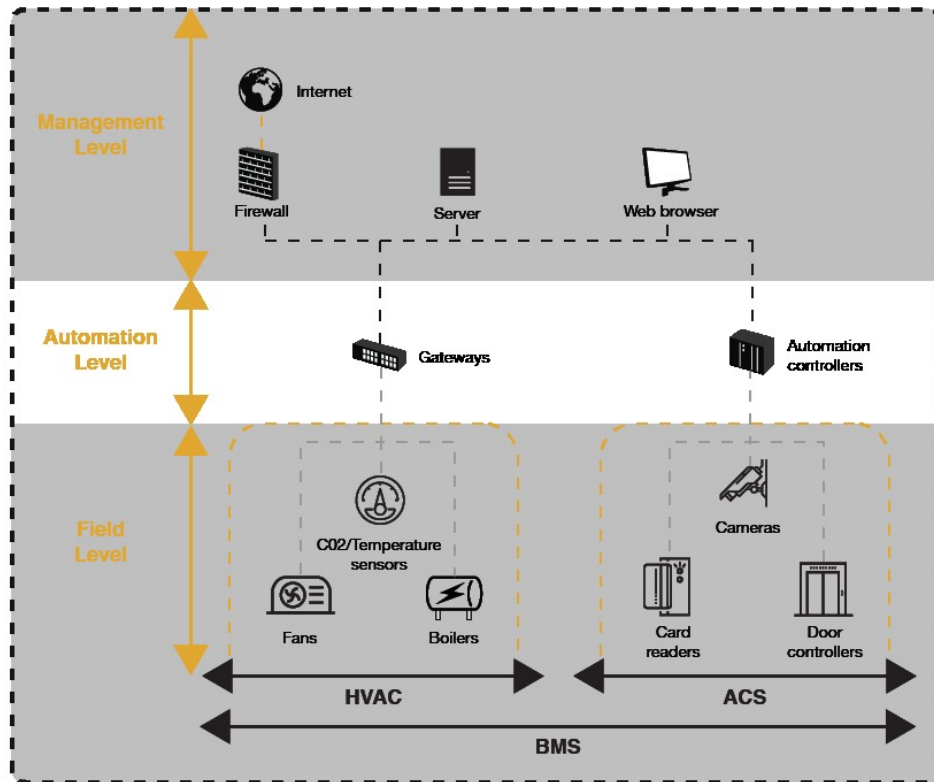 Management
Level
Internet
Firewall
Server
Web browser
Automation
Level
Gateways
Automation
controllers
Field
Level
C02/Temperature
sensors
Fans
Boilers
Cameras
Card
readers
Door
controllers
HVAC
ACS
BMS